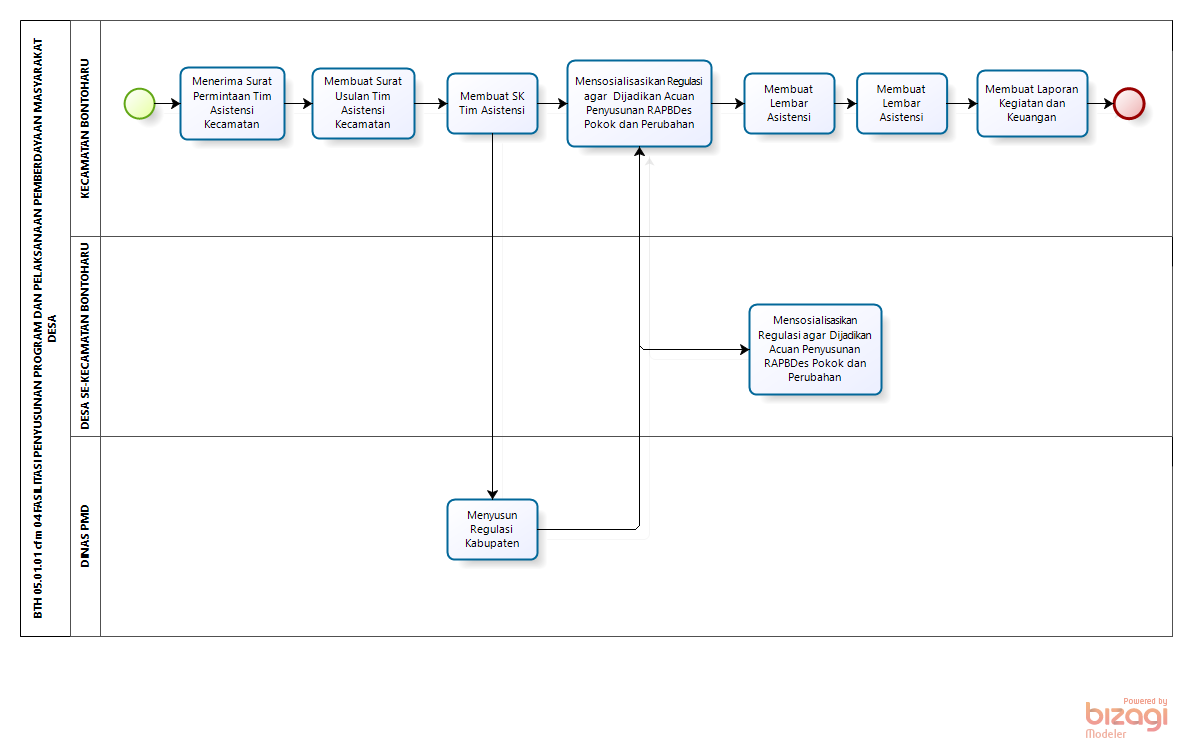 BTH 05.01.01 cfm 04 FASILITASI PENYUSUNAN PROGRAM DAN PELAKSANAAN PEMBERDAYAAN MASYARAKAT
DESA
KECAMATAN BONTOHARU
Menerima Surat
Permintaan Tim
Asistensi
Kecamatan
Membuat Surat
Usulan Tim
Asistensi
Kecamatan
Membuat SK
Tim Asistensi
Mensosialisasikan Regulasi
agar Dijadikan Acuan
Penyusunan RAPBDes
Pokok dan Perubahan
Membuat
Lembar
Asistensi
Membuat
Lembar
Asistensi
Membuat Laporan
Kegiatan dan
Keuangan
DESA SE-KECAMATAN BONTOHARU
Mensosialisasikan
Regulasi agar Dijadikan
Acuan Penyusunan
RAPBDes Pokok dan
Perubahan
DINAS PMD
Menyusun
Regulasi
Kabupaten
Powered by
bizagi
Modeler